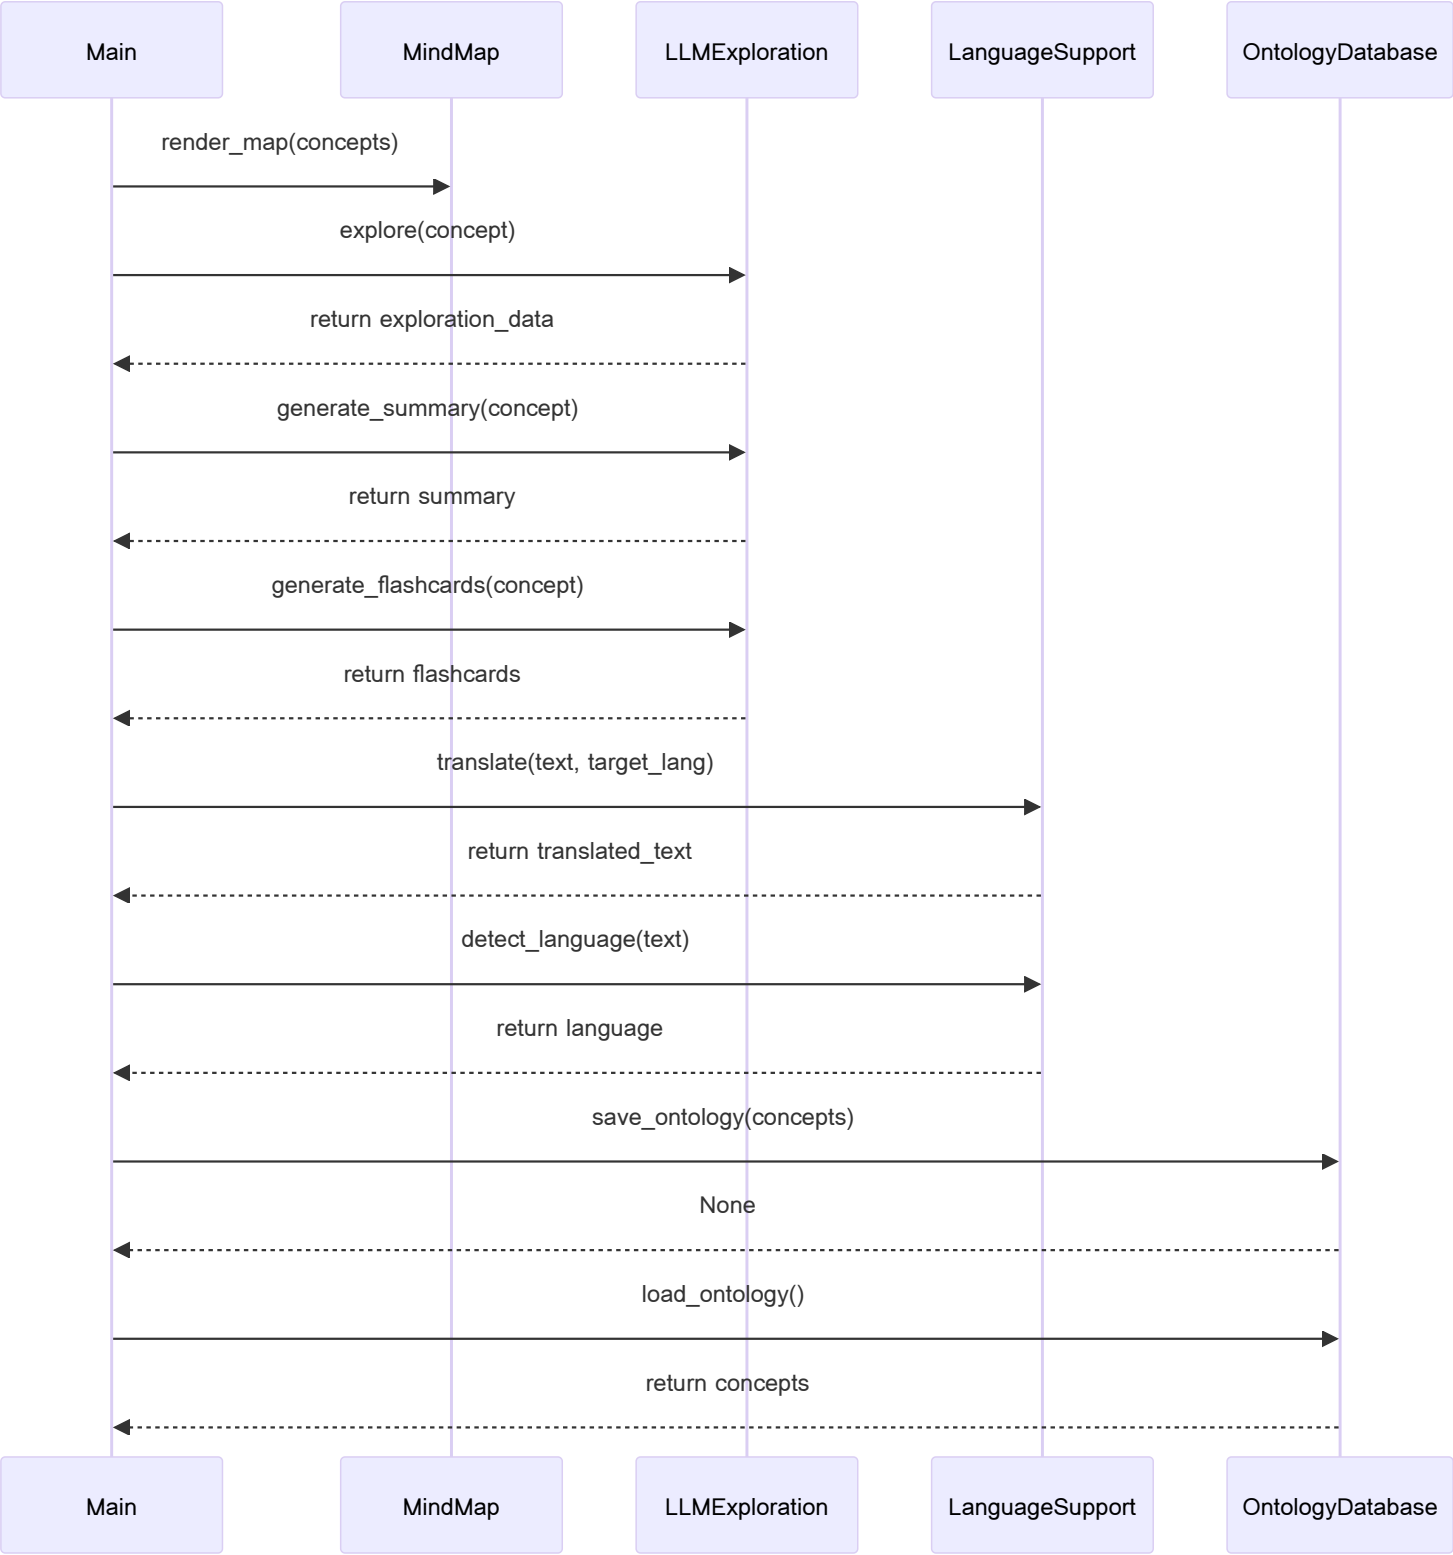 Main
MindMap
LLMExploration
LanguageSupport
OntologyDatabase
render_map(concepts)
explore(concept)
return exploration_data
generate_summary(concept)
return summary
generate_flashcards(concept)
return flashcards
translate(text, target_lang)
return translated_text
detect_language(text)
return language
save_ontology(concepts)
None
load_ontology()
return concepts
Main
MindMap
LLMExploration
LanguageSupport
OntologyDatabase